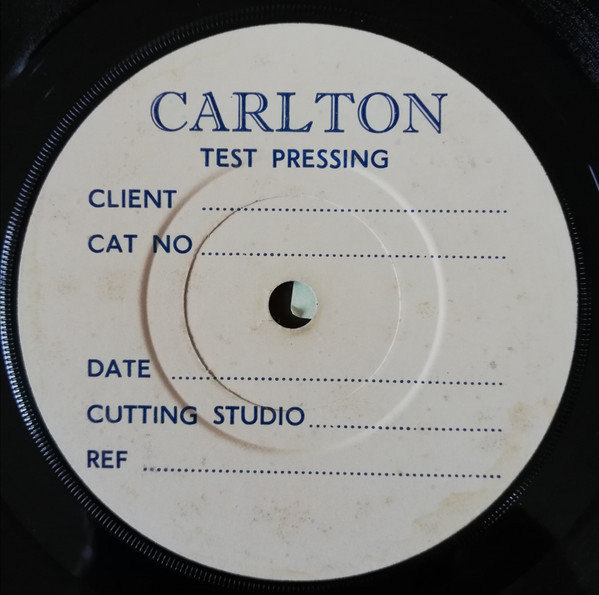 CARLTON
TEST PRESSING
CLIENT ........................................
CAT NO ........................................
DATE ...........................................
CUTTING STUDIO .........................
REF ..............................................